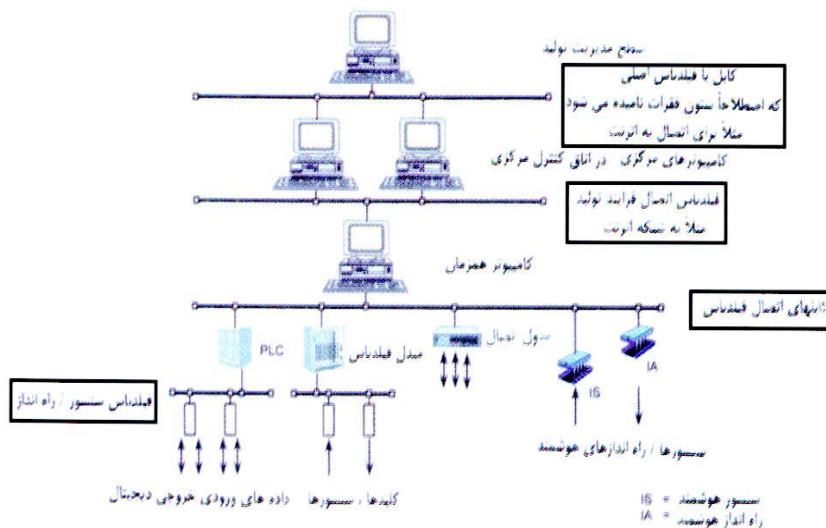 سطح مدیریت تولید
کابل یا فیلدباس اصلی
که اصطلاحاً ستون فقرات نامیده می شود
مثلاً برای اتصال به اترنت
کامپیوترهای مرکزی در اتاق کنترل مرکزی
فیلدباس اتصال فرایند تولید
مثلاً به شبکه اترنت
کامپیوتر همزمان
کابلهای اتصال فیلدباس
PLC
مبدل فیلدباس
مدول اتصال
IS
IA
فیلدباس سنسور / راه انداز
سنسورها / راه اندازهای هوشمند
داده های ورودی خروجی دیجیتال
کلیدها ، سنسورها
IS = سنسور هوشمند
IA = راه انداز هوشمند